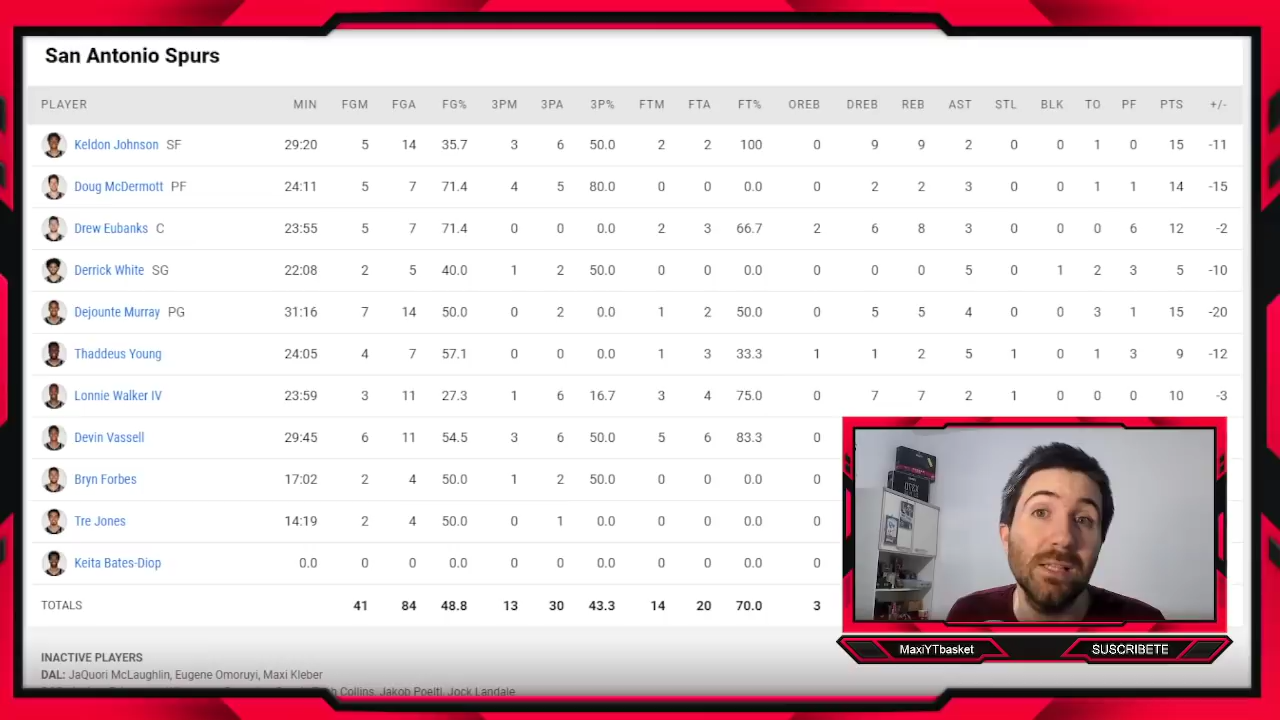 San Antonio Spurs
PLAYER MIN FGM FGA FG% 3PM 3PA 3P% FTM FTA FT% OREB DREB REB AST STL BLK TO PF PTS +/-
Keldon Johnson SF 29:20 5 14 35.7 3 6 50.0 2 2 100 0 9 9 2 0 0 1 0 15 -11
Doug McDermott PF 24:11 5 7 71.4 4 5 80.0 0 0 0.0 0 2 2 3 0 0 1 1 14 -15
Drew Eubanks C 23:55 5 7 71.4 0 0 0.0 2 3 66.7 2 6 8 3 0 0 0 6 12 -2
Derrick White SG 22:08 2 5 40.0 1 2 50.0 0 0 0.0 0 0 0 5 0 1 2 3 5 -10
Dejounte Murray PG 31:16 7 14 50.0 0 2 0.0 1 2 50.0 0 5 5 4 0 0 3 1 15 -20
Thaddeus Young 24:05 4 7 57.1 0 0 0.0 1 3 33.3 1 1 2 5 1 0 1 3 9 -12
Lonnie Walker IV 23:59 3 11 27.3 1 6 16.7 3 4 75.0 0 7 7 2 1 0 0 0 10 -3
Devin Vassell 29:45 6 11 54.5 3 6 50.0 5 6 83.3 0
Bryn Forbes 17:02 2 4 50.0 1 2 50.0 0 0 0.0 0
Tre Jones 14:19 2 4 50.0 0 1 0.0 0 0 0.0 0
Keita Bates-Diop 0.0 0 0 0.0 0 0 0.0 0 0 0.0 0
TOTALS 41 84 48.8 13 30 43.3 14 20 70.0 3
MaxiYTbasket SUSCRIBETE
INACTIVE PLAYERS
DAL: JaQuori McLaughlin, Eugene Omoruyi, Maxi Kleber
Collins, Jakob Poeltl, Jock Landale